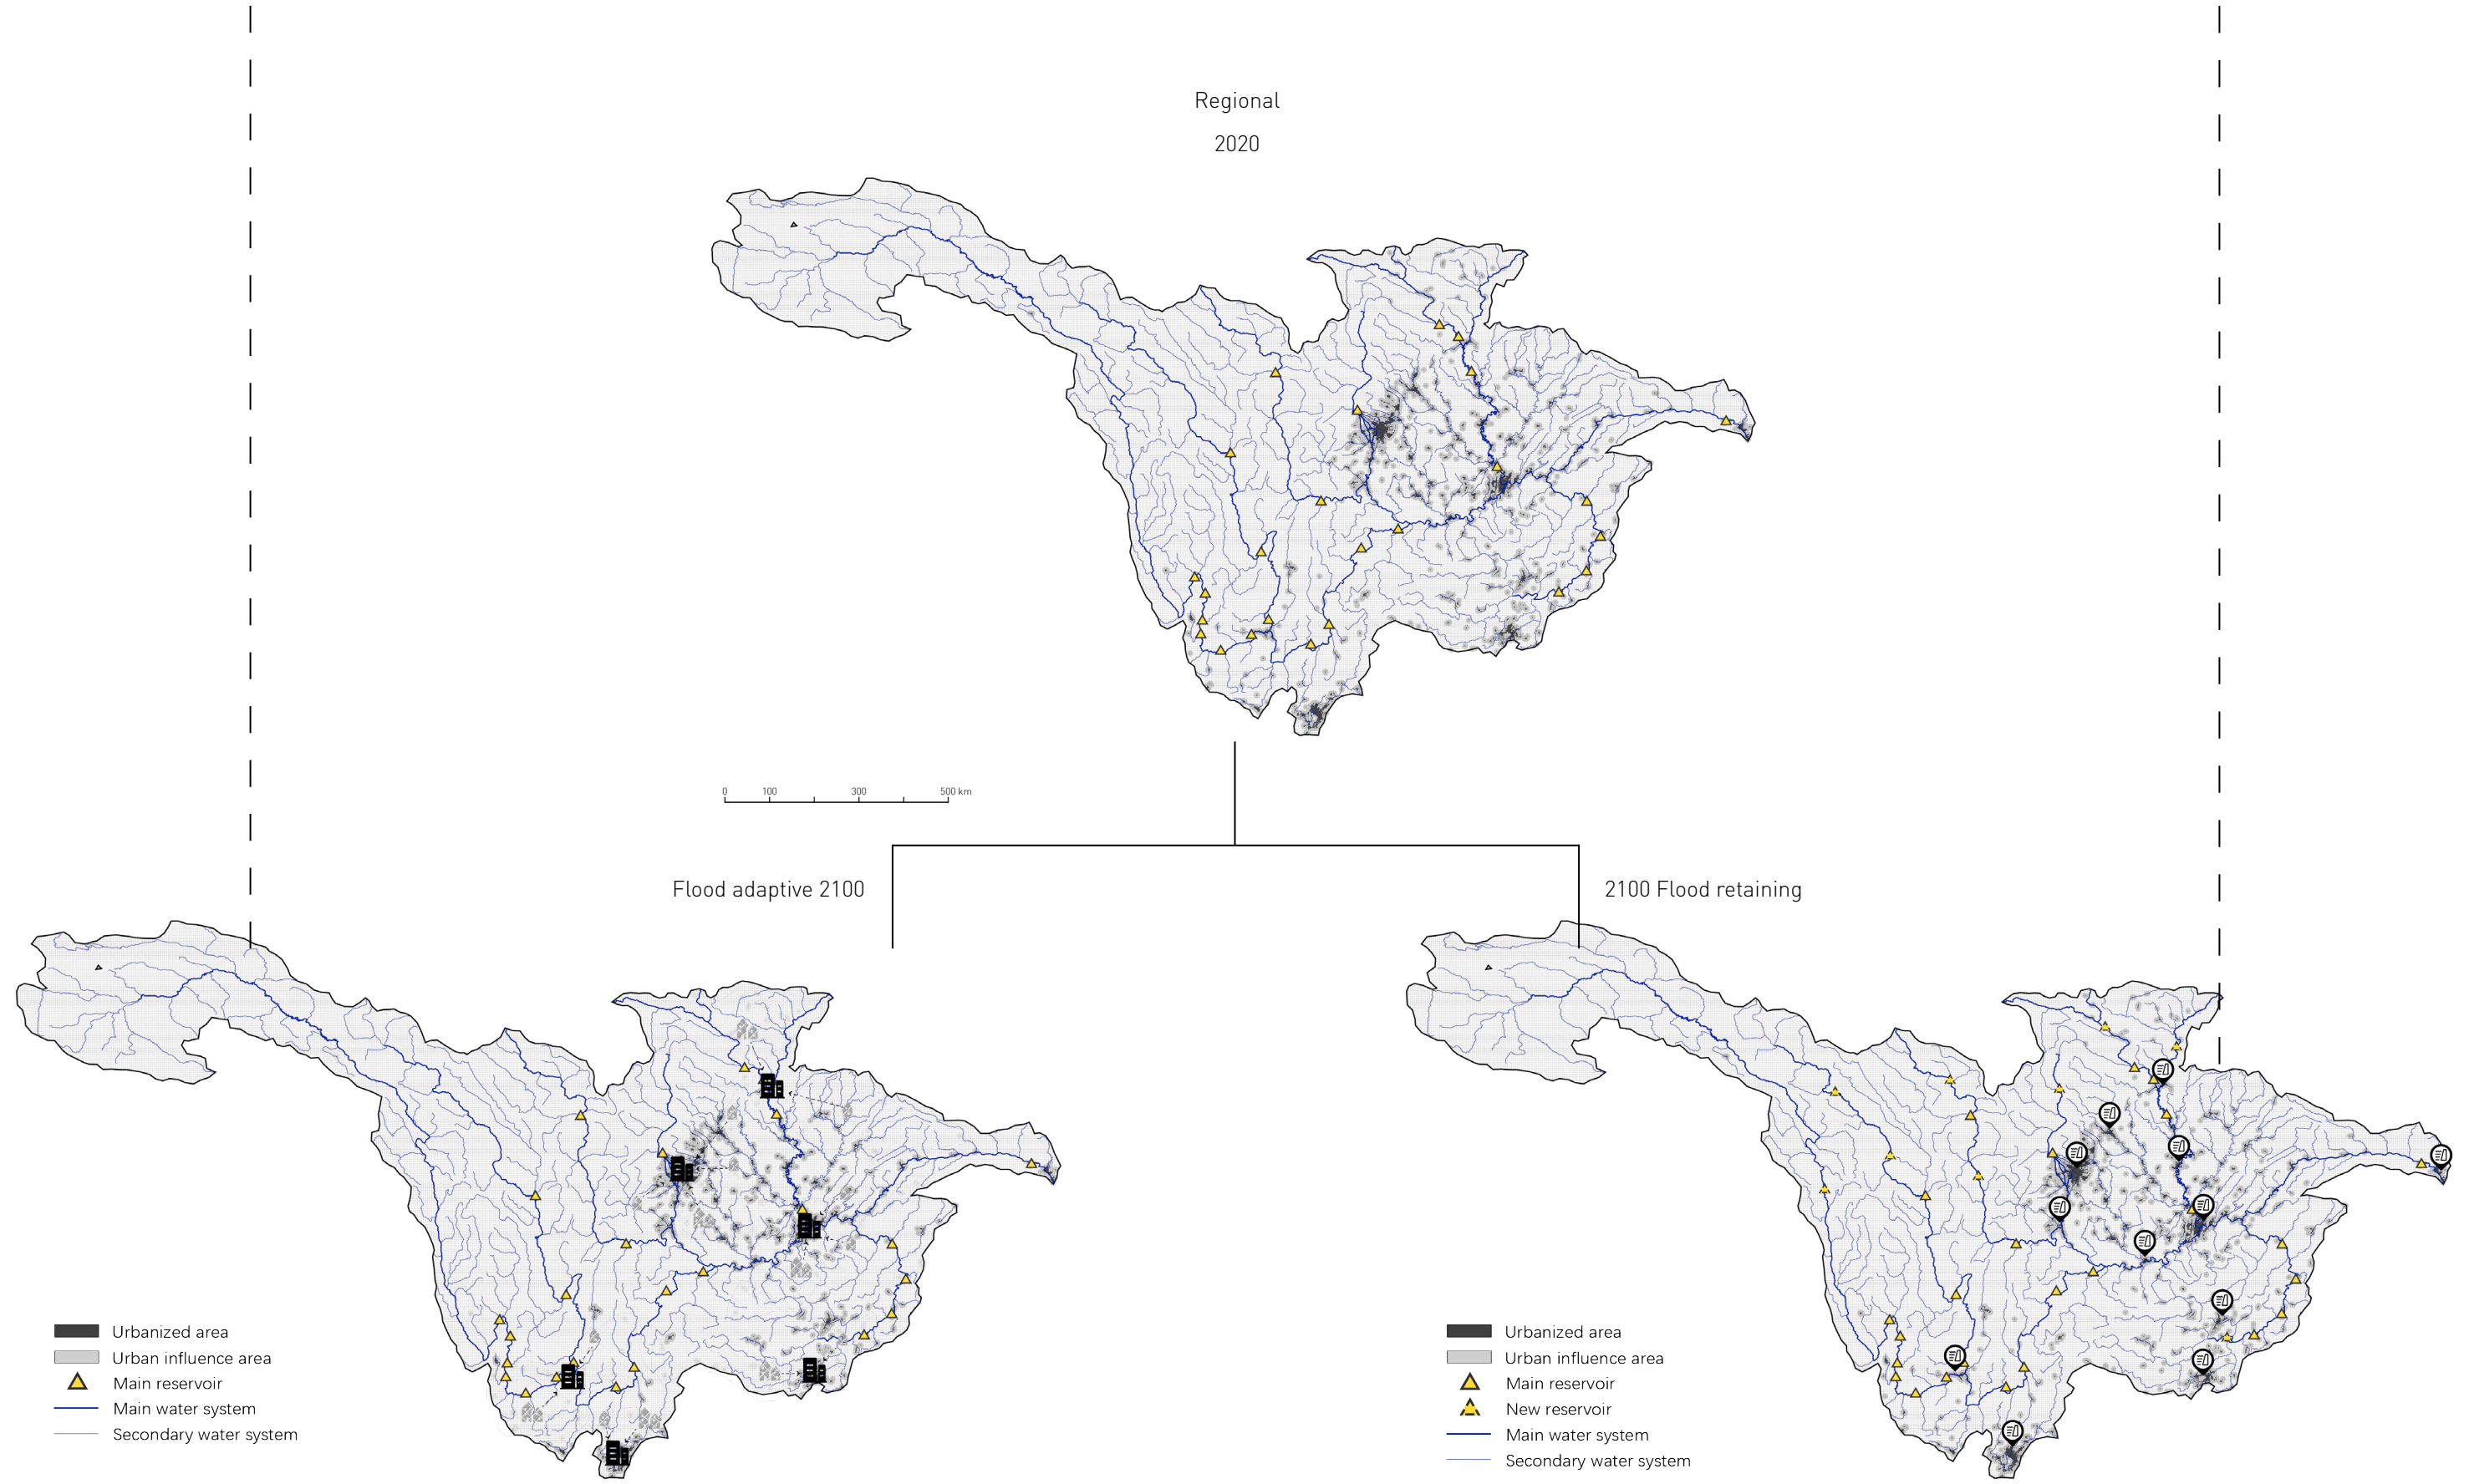 Regional
2020
0 100 300 500 km
Flood adaptive 2100
2100 Flood retaining
Urbanized area
Urban influence area
Main reservoir
Main water system
Secondary water system
Urbanized area
Urban influence area
Main reservoir
New reservoir
Main water system
Secondary water system